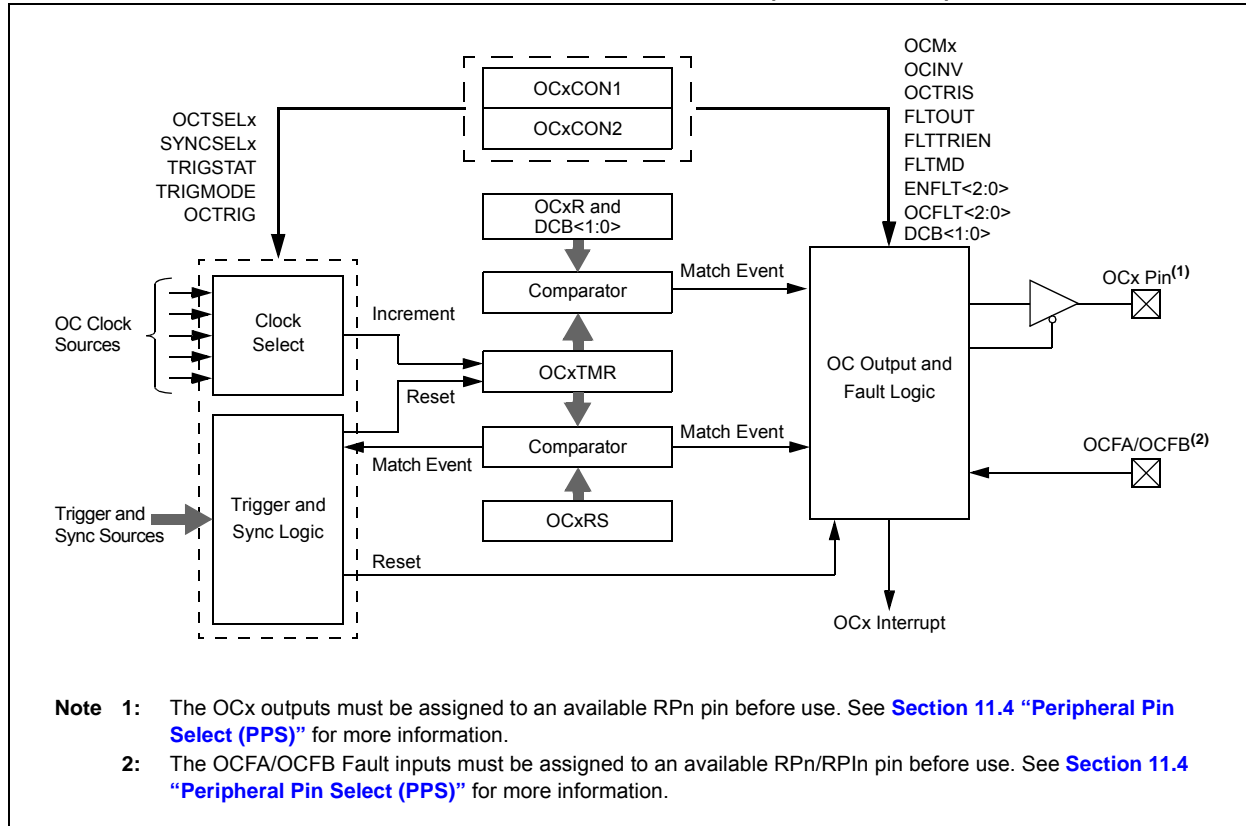 OCxCON1
OCxCON2
OCTSELx
SYNCSELx
TRIGSTAT
TRIGMODE
OCTRIG
OCMx
OCINV
OCTRIS
FLTOUT
FLTTRIEN
FLTMD
ENFLT<2:0>
OCFLT<2:0>
DCB<1:0>
OCxR and
DCB<1:0>
Match Event
Comparator
OC Clock
Sources
Clock
Select
Increment
OCxTMR
Reset
OC Output and
Fault Logic
OCx Pin(1)
Comparator
Match Event
Match Event
OCFA/OCFB(2)
Trigger and
Sync Sources
Trigger and
Sync Logic
OCxRS
Reset
OCx Interrupt
Note 1: The OCx outputs must be assigned to an available RPn pin before use. See Section 11.4 “Peripheral Pin
Select (PPS)” for more information.
2: The OCFA/OCFB Fault inputs must be assigned to an available RPn/RPIn pin before use. See Section 11.4
“Peripheral Pin Select (PPS)” for more information.